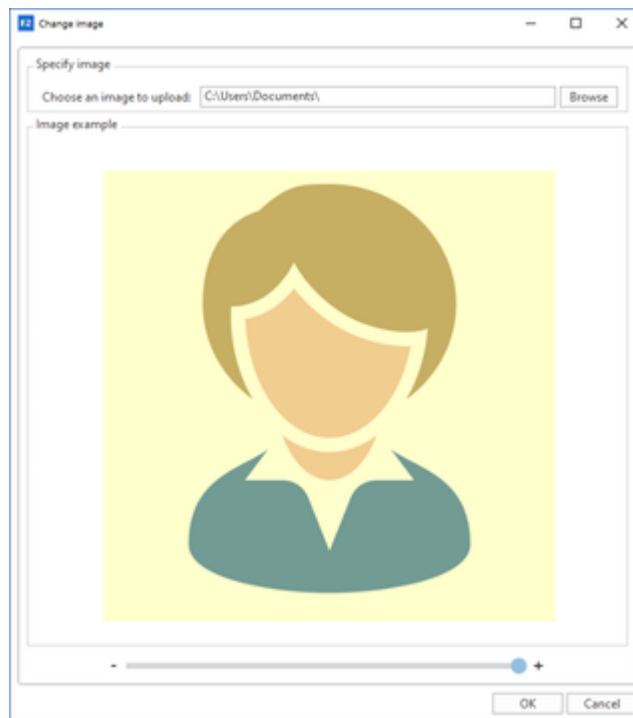 F2 Change image
Specify image
Choose an image to upload: C:\Users\Documents\ Browse
Image example
- +
OK Cancel